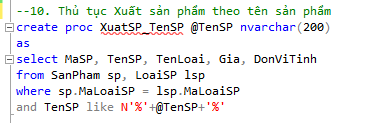 --10. Thủ tục Xuất sản phẩm theo tên sản phẩm
create proc XuatSP_TenSP @TenSP nvarchar(200)
as
select MaSP, TenSP, TenLoai, Gia, DonViTinh
from SanPham sp, LoaiSP lsp
where sp.MaLoaiSP = lsp.MaLoaiSP
and TenSP like N'%'+@TenSP+'%'